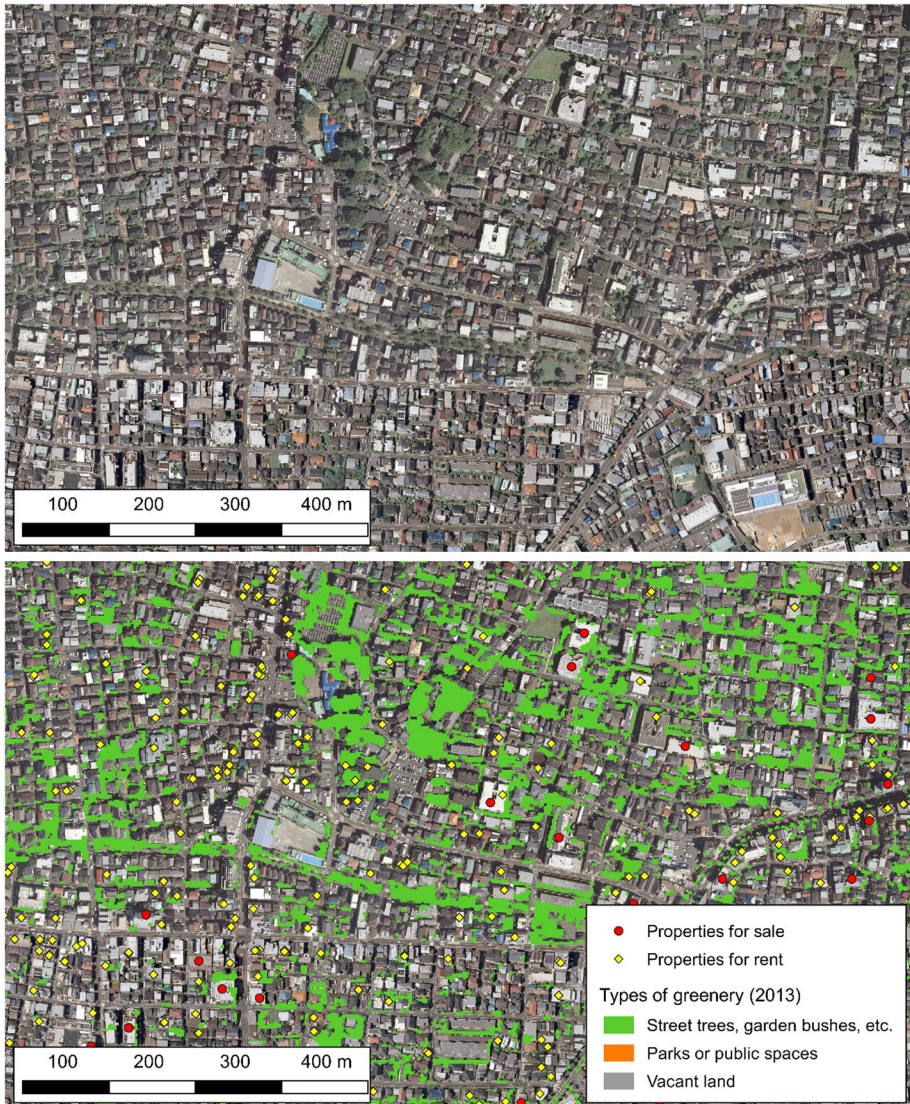 100 200 300 400 m
Properties for sale
Properties for rent
Types of greenery (2013)
Street trees, garden bushes, etc.
Parks or public spaces
Vacant land
100 200 300 400 m